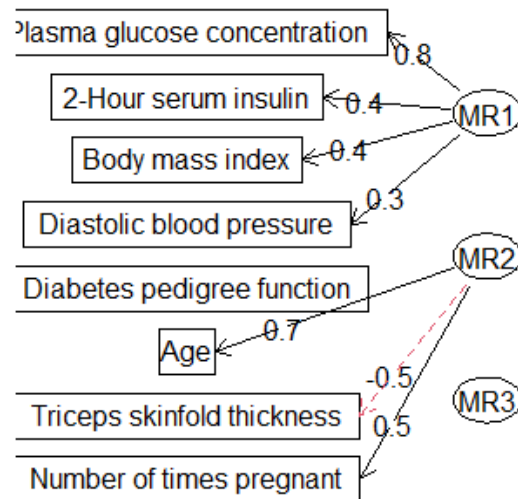 Plasma glucose concentration
0.8
2-Hour serum insulin
0.4
MR1
Body mass index
0.4
0.3
Diastolic blood pressure
MR2
Diabetes pedigree function
0.7
Age
-0.5
MR3
Triceps skinfold thickness
0.5
Number of times pregnant